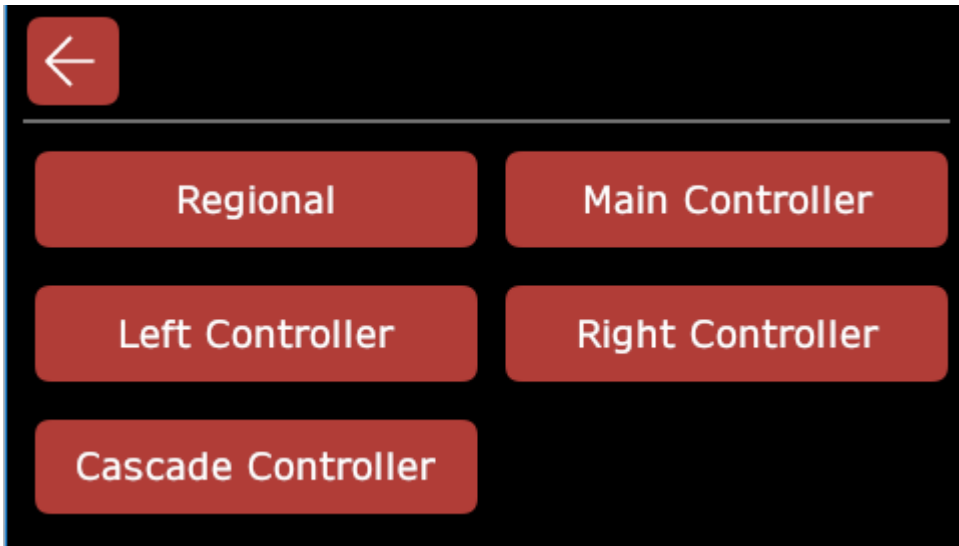 Regional
Main Controller
Left Controller
Right Controller
Cascade Controller